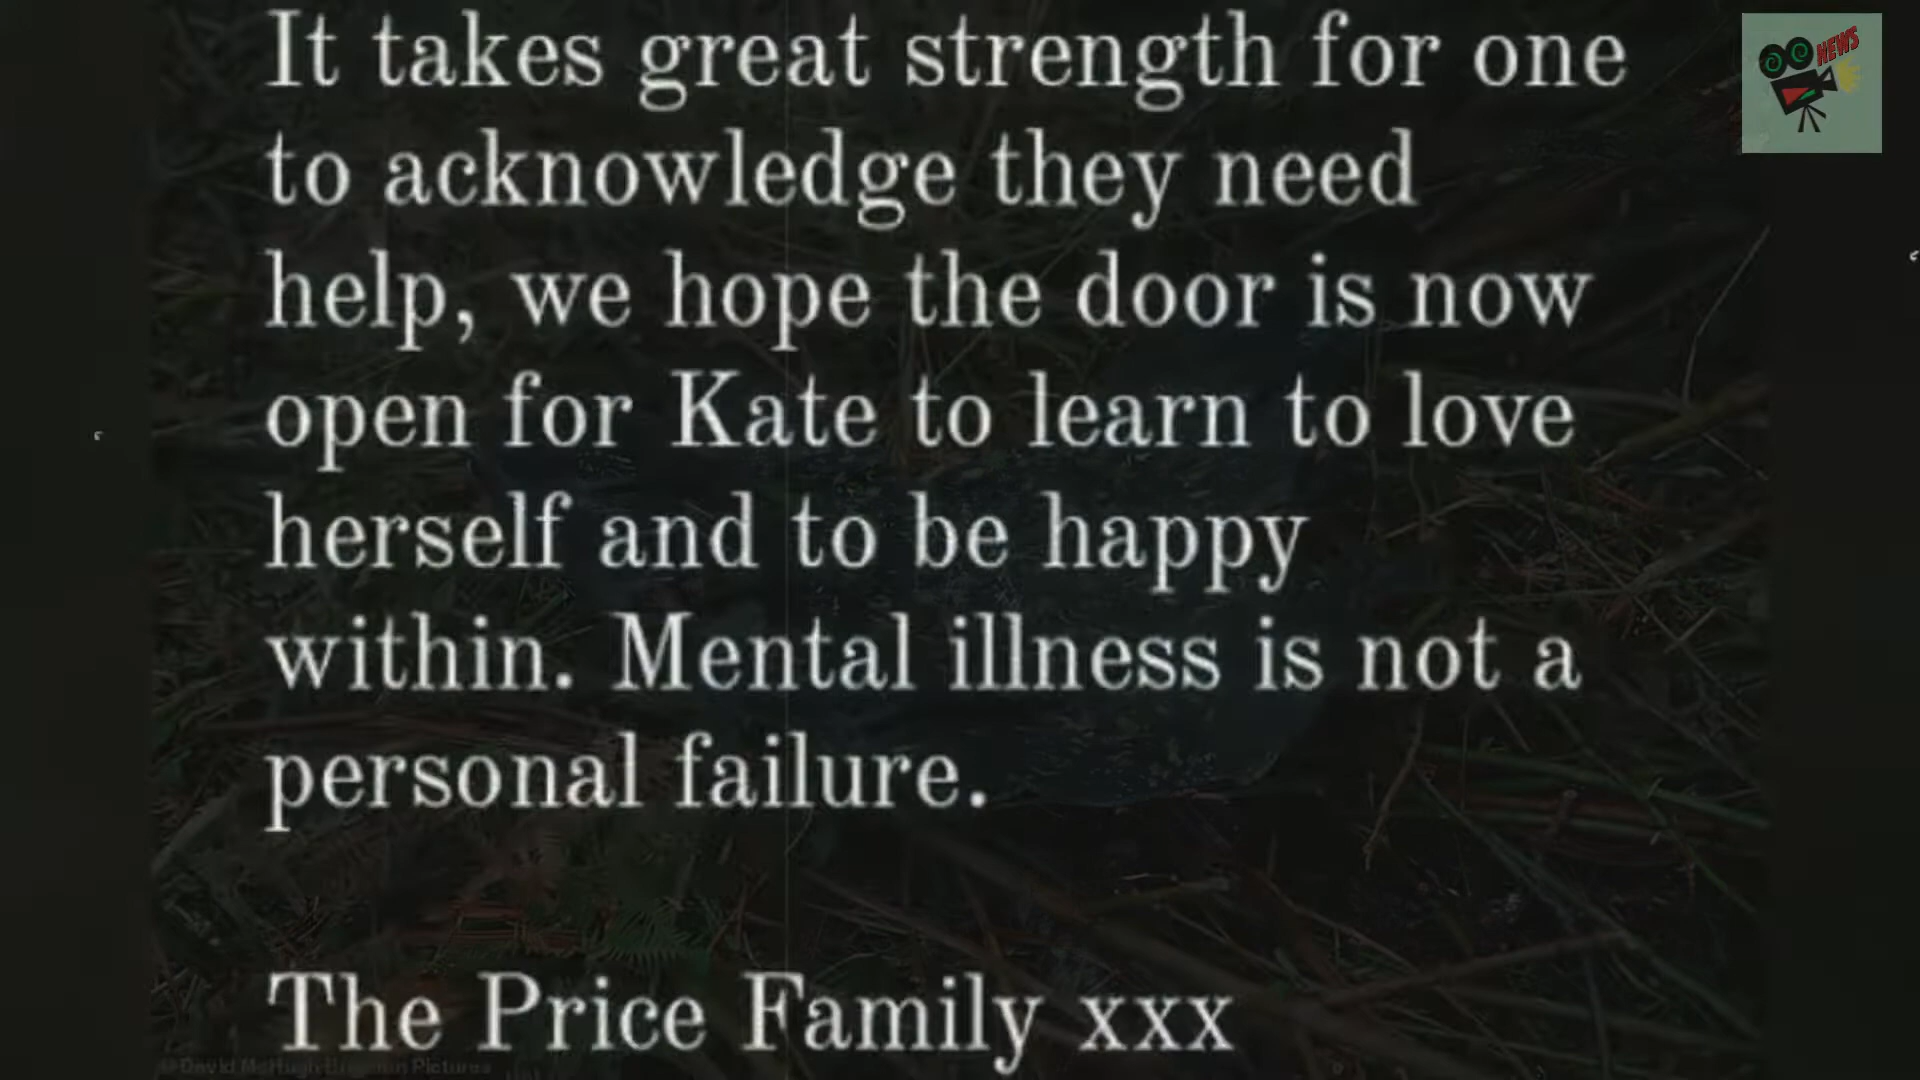 It takes great strength for one
to acknowledge they need
help, we hope the door is now
open for Kate to learn to love
herself and to be happy
within. Mental illness is not a
personal failure.
The Price Family xxx
NEWS